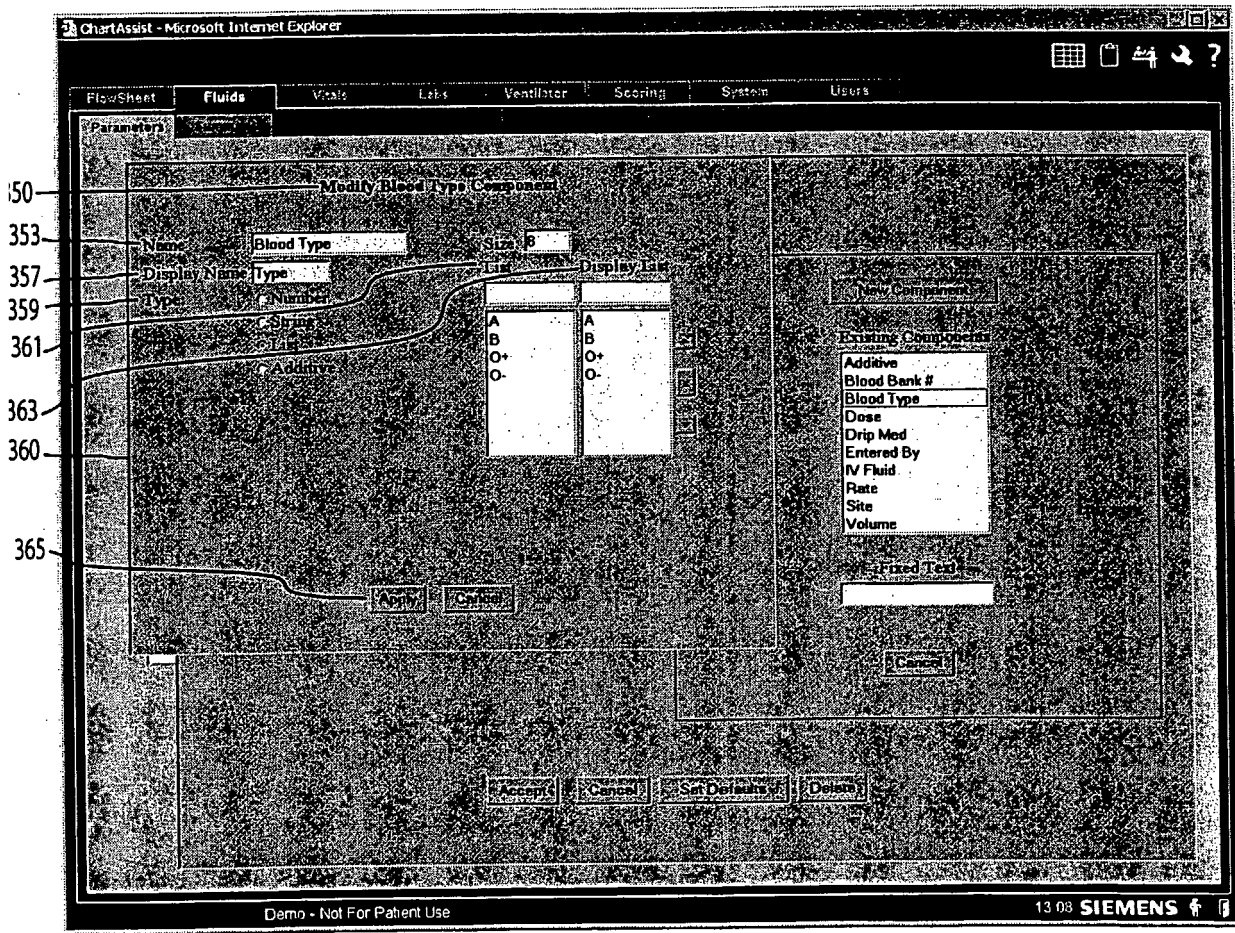 ChartAssist - Microsoft Internet Explorer
?
FlowSheet Fluids Vitals Labs Ventilator Scoring System Users
Parameters
350 Modify Blood Type Component
353 Name Blood Type Size 8
357 Display Name Type List Display List
359 Type Number
361 String
List
363 Additive
360
365
A A
B B
O+ O+
O- O-
Apply Cancel
New Component
Existing Components
Additive
Blood Bank #
Blood Type
Dose
Drip Med
Entered By
IV Fluid
Rate
Site
Volume
Fixed Text
Cancel
Accept Cancel Set Defaults Delete
Demo - Not For Patient Use 13 08 SIEMENS